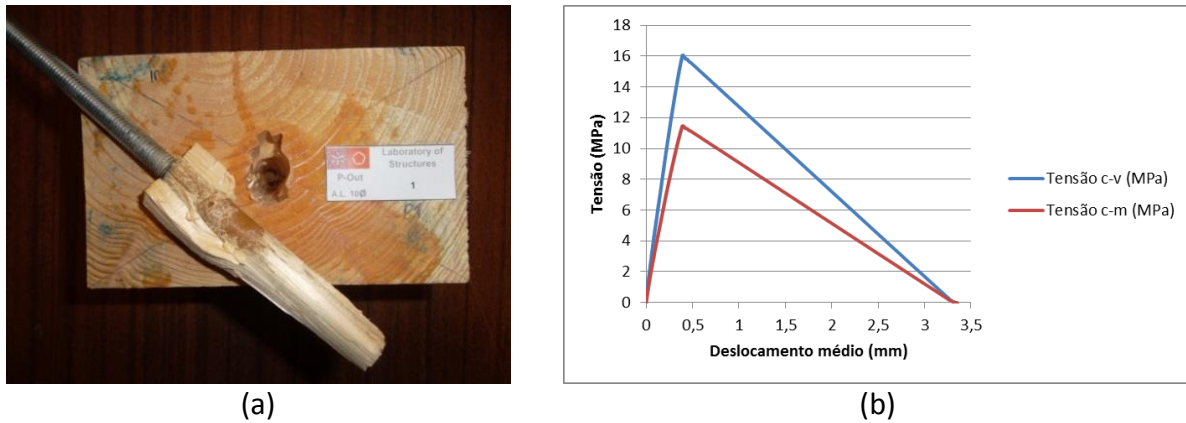 10
Laboratory of
Structures
P-Out
1
A.L. 10Ø
P1
(a)
Tensão (MPa)
18
16
14
12
10
8
6
4
2
0
0
0,5
1
1,5
2
2,5
3
3,5
Deslocamento médio (mm)
Tensão c-v (MPa)
Tensão c-m (MPa)
(b)